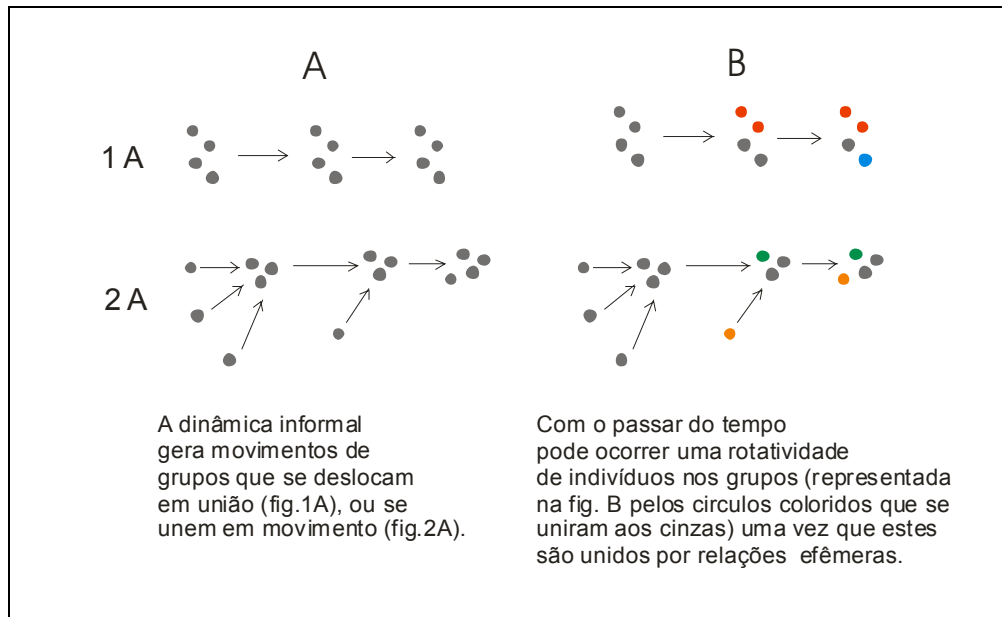 A
B
1 A
2 A
A dinâmica informal
gera movimentos de
grupos que se deslocam
em união (fig.1A), ou se
unem em movimento (fig.2A).
Com o passar do tempo
pode ocorrer uma rotatividade
de indivíduos nos grupos (representada
na fig. B pelos circulos coloridos que se
uniram aos cinzas) uma vez que estes
são unidos por relações efêmeras.